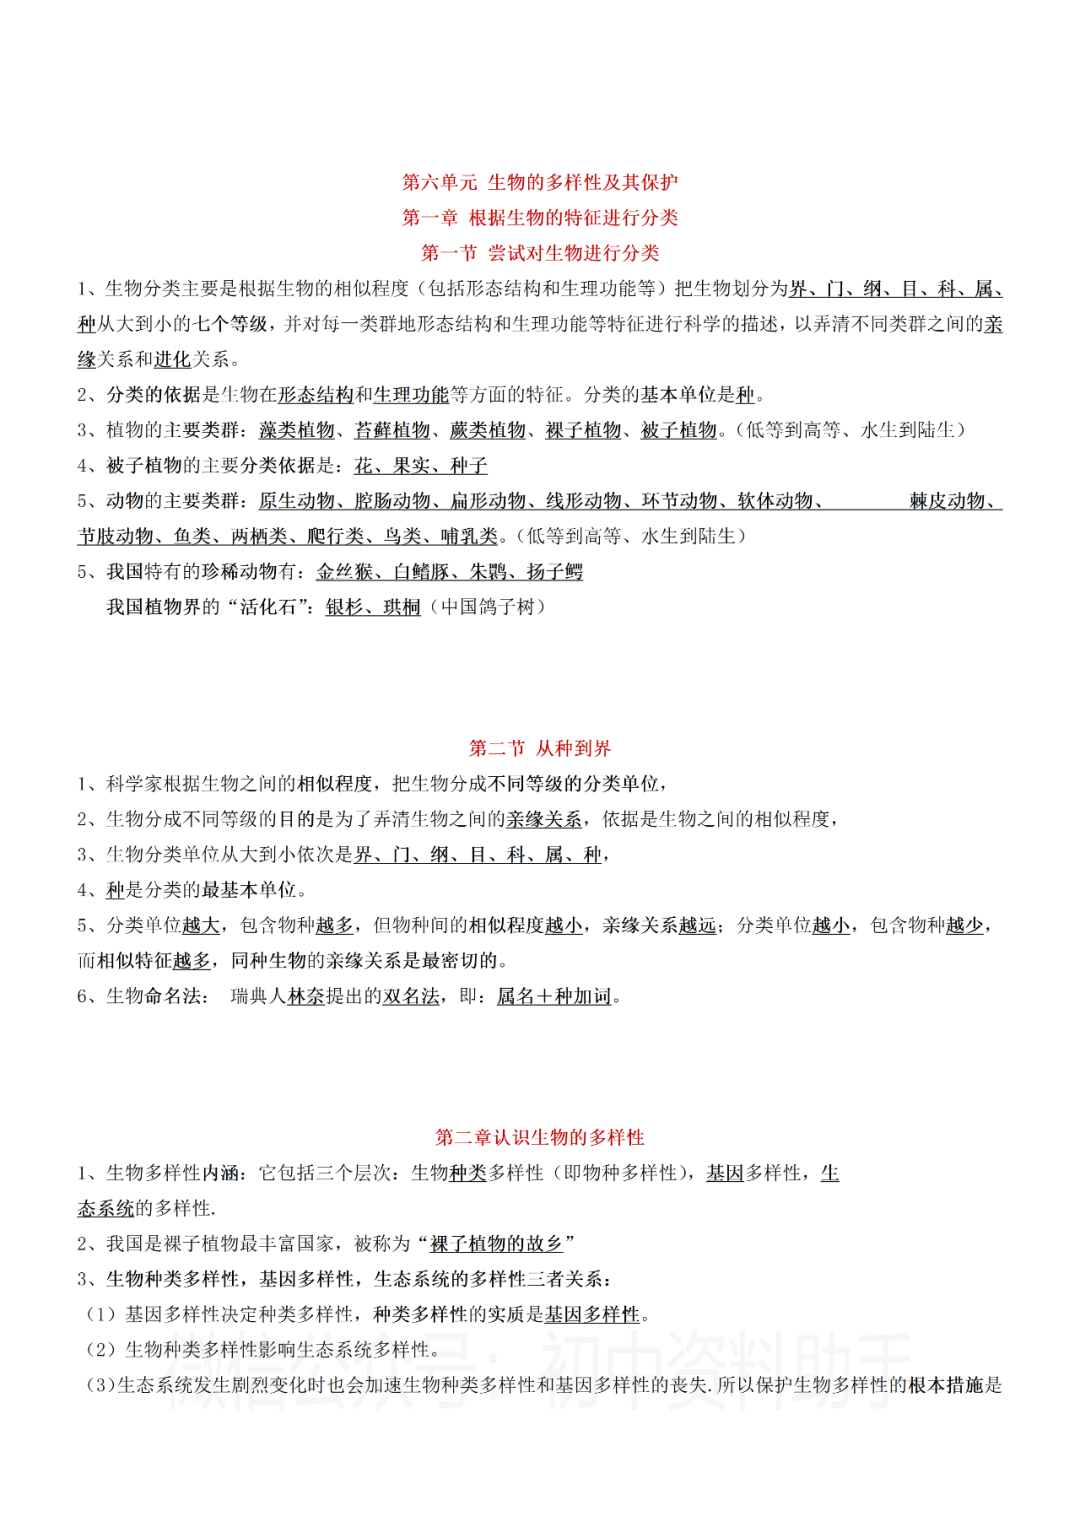 第六单元 生物的多样性及其保护
第一章 根据生物的特征进行分类
第一节 尝试对生物进行分类
1、生物分类主要是根据生物的相似程度（包括形态结构和生理功能等）把生物划分为界、门、纲、目、科、属、
种从大到小的七个等级，并对每一类群地形态结构和生理功能等特征进行科学的描述，以弄清不同类群之间的亲
缘关系和进化关系。
2、分类的依据是生物在形态结构和生理功能等方面的特征。分类的基本单位是种。
3、植物的主要类群：藻类植物、苔藓植物、蕨类植物、裸子植物、被子植物。（低等到高等、水生到陆生）
4、被子植物的主要分类依据是：花、果实、种子
5、动物的主要类群：原生动物、腔肠动物、扁形动物、线形动物、环节动物、软体动物、 棘皮动物、
节肢动物、鱼类、两栖类、爬行类、鸟类、哺乳类。（低等到高等、水生到陆生）
5、我国特有的珍稀动物有：金丝猴、白鳍豚、朱鹮、扬子鳄
我国植物界的“活化石”：银杉、珙桐（中国鸽子树）
第二节 从种到界
1、科学家根据生物之间的相似程度，把生物分成不同等级的分类单位，
2、生物分成不同等级的目的是为了弄清生物之间的亲缘关系，依据是生物之间的相似程度，
3、生物分类单位从大到小依次是界、门、纲、目、科、属、种，
4、种是分类的最基本单位。
5、分类单位越大，包含物种越多，但物种间的相似程度越小，亲缘关系越远；分类单位越小，包含物种越少，
而相似特征越多，同种生物的亲缘关系是最密切的。
6、生物命名法： 瑞典人林奈提出的双名法，即：属名＋种加词。
第二章认识生物的多样性
1、生物多样性内涵：它包括三个层次：生物种类多样性（即物种多样性），基因多样性，生
态系统的多样性.
2、我国是裸子植物最丰富国家，被称为“裸子植物的故乡”
3、生物种类多样性，基因多样性，生态系统的多样性三者关系：
（1）基因多样性决定种类多样性，种类多样性的实质是基因多样性。
（2）生物种类多样性影响生态系统多样性。
（3）生态系统发生剧烈变化时也会加速生物种类多样性和基因多样性的丧失.所以保护生物多样性的根本措施是
微信公众号：初中资料助手